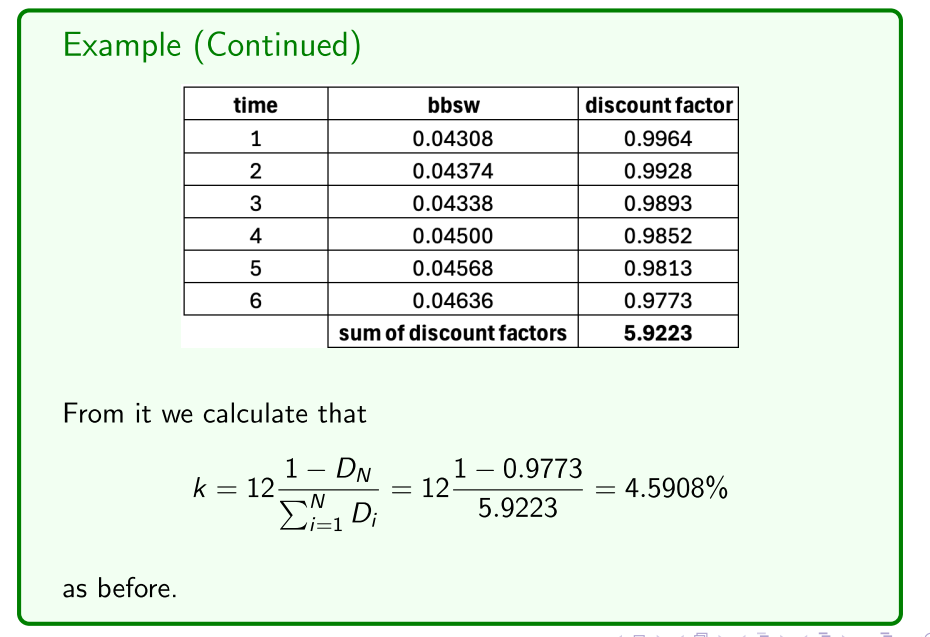 Example (Continued)
time bbsw discount factor
1 0.04308 0.9964
2 0.04374 0.9928
3 0.04338 0.9893
4 0.04500 0.9852
5 0.04568 0.9813
6 0.04636 0.9773
sum of discount factors 5.9223
From it we calculate that
k = 12 \frac{1 − D_N}{\sum_{i=1}^{N} D_i} = 12 \frac{1 − 0.9773}{5.9223} = 4.5908%
as before.